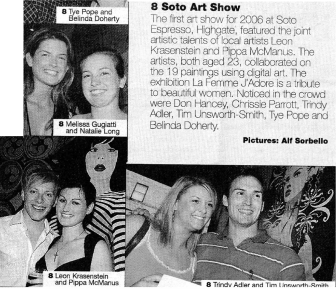 8 Tye Pope and
Belinda Doherty
8 Melissa Gugiatti
and Natalie Long
8 Soto Art Show
The first art show for 2006 at Soto
Espresso, Highgate, featured the joint
artistic talents of local artists Leon
Krasenstein and Pippa McManus. The
artists, both aged 23, collaborated on
the 19 paintings using digital art. The
exhibition La Femme J'Adore is a tribute
to beautiful women. Noticed in the crowd
were Don Hancey, Chrissie Parrott, Trindy
Adler, Tim Unsworth-Smith, Tye Pope and
Belinda Doherty.
Pictures: Alf Sorbello
8 Leon Krasenstein
and Pippa McManus
8 Trindy Adler and Tim Unsworth-Smith